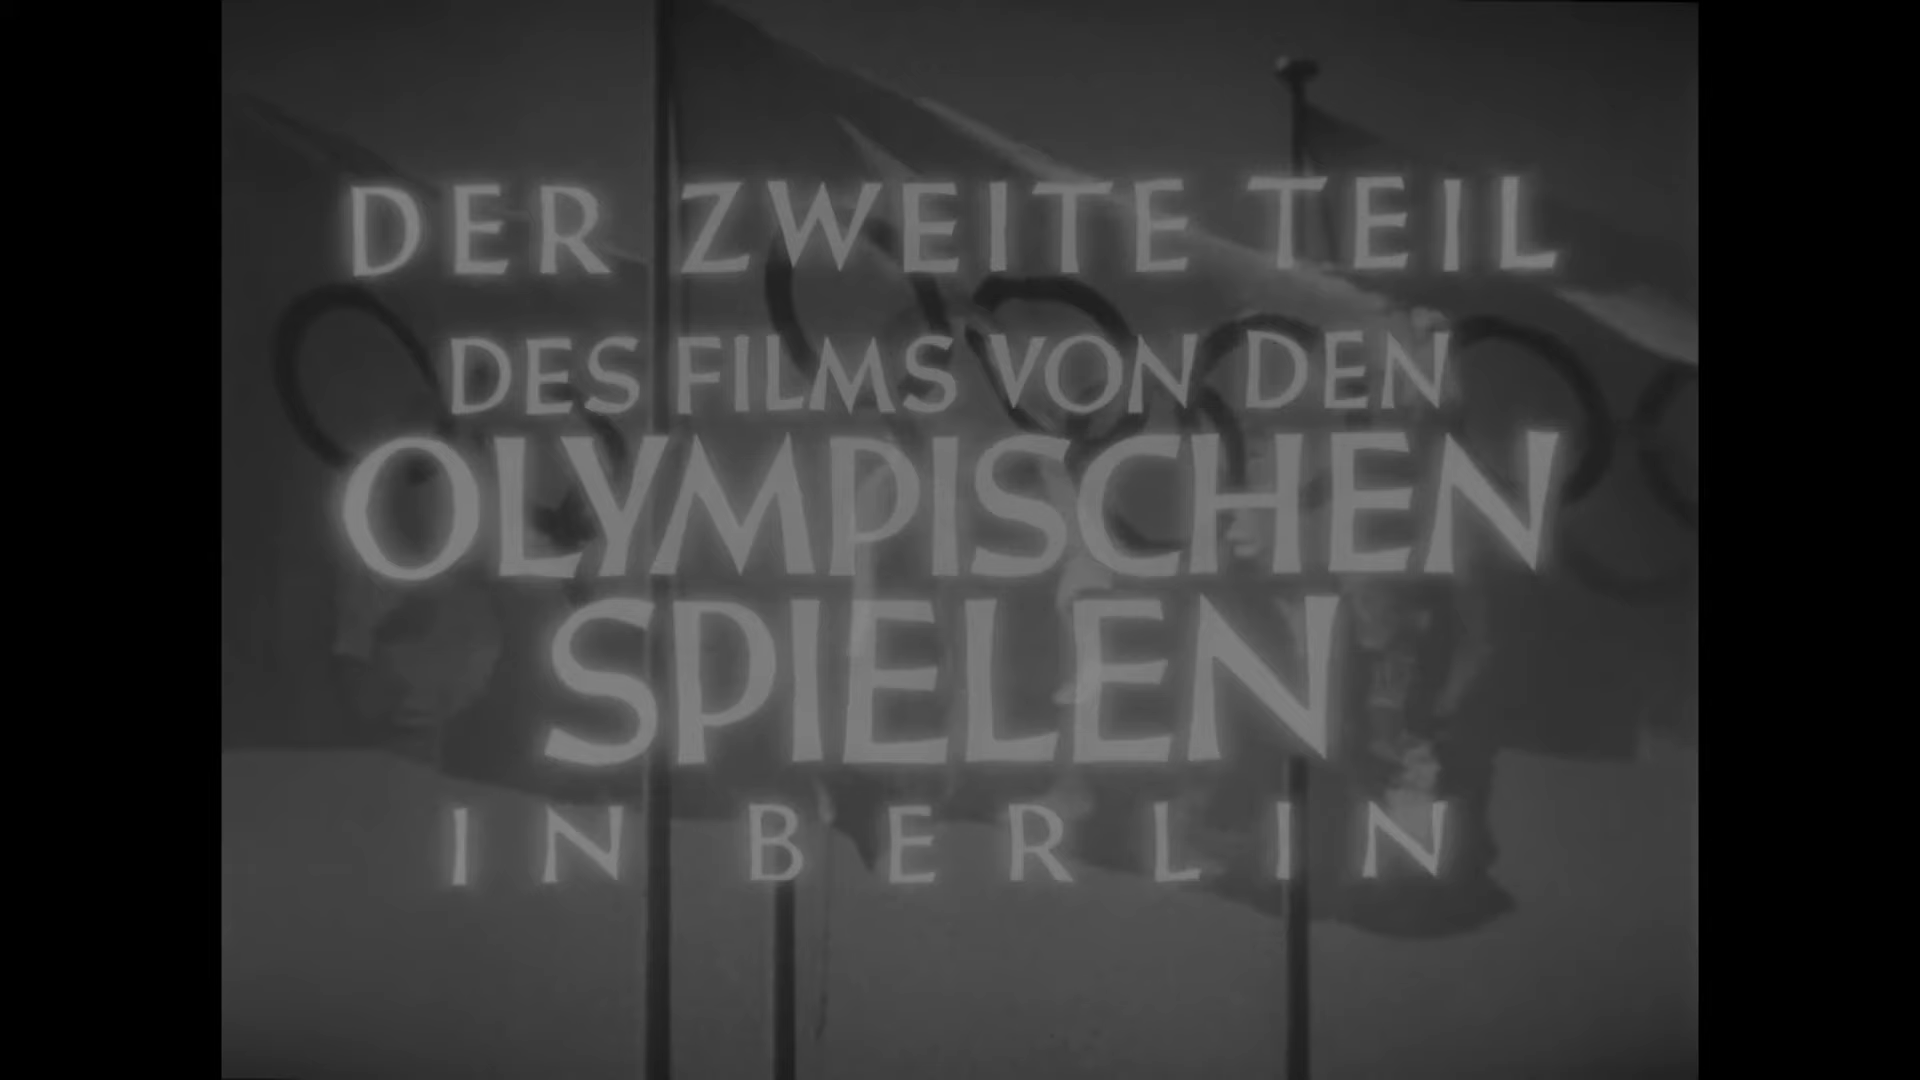 DER ZWEITE TEIL
DES FILMS VON DEN
OLYMPISCHEN
SPIELEN
IN BERLIN